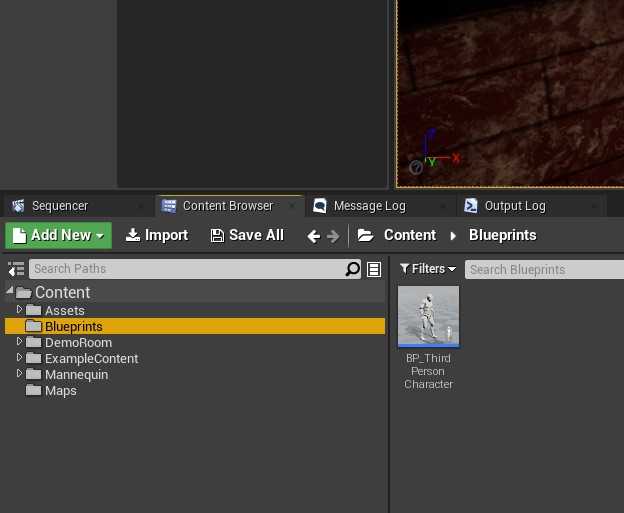 Z
X
Y
?
Sequencer
Content Browser
Message Log
Output Log
Add New
Import
Save All
Content
Blueprints
Search Paths
Filters
Search Blueprints
Content
Assets
Blueprints
DemoRoom
ExampleContent
Mannequin
Maps
BP_Third
Person
Character